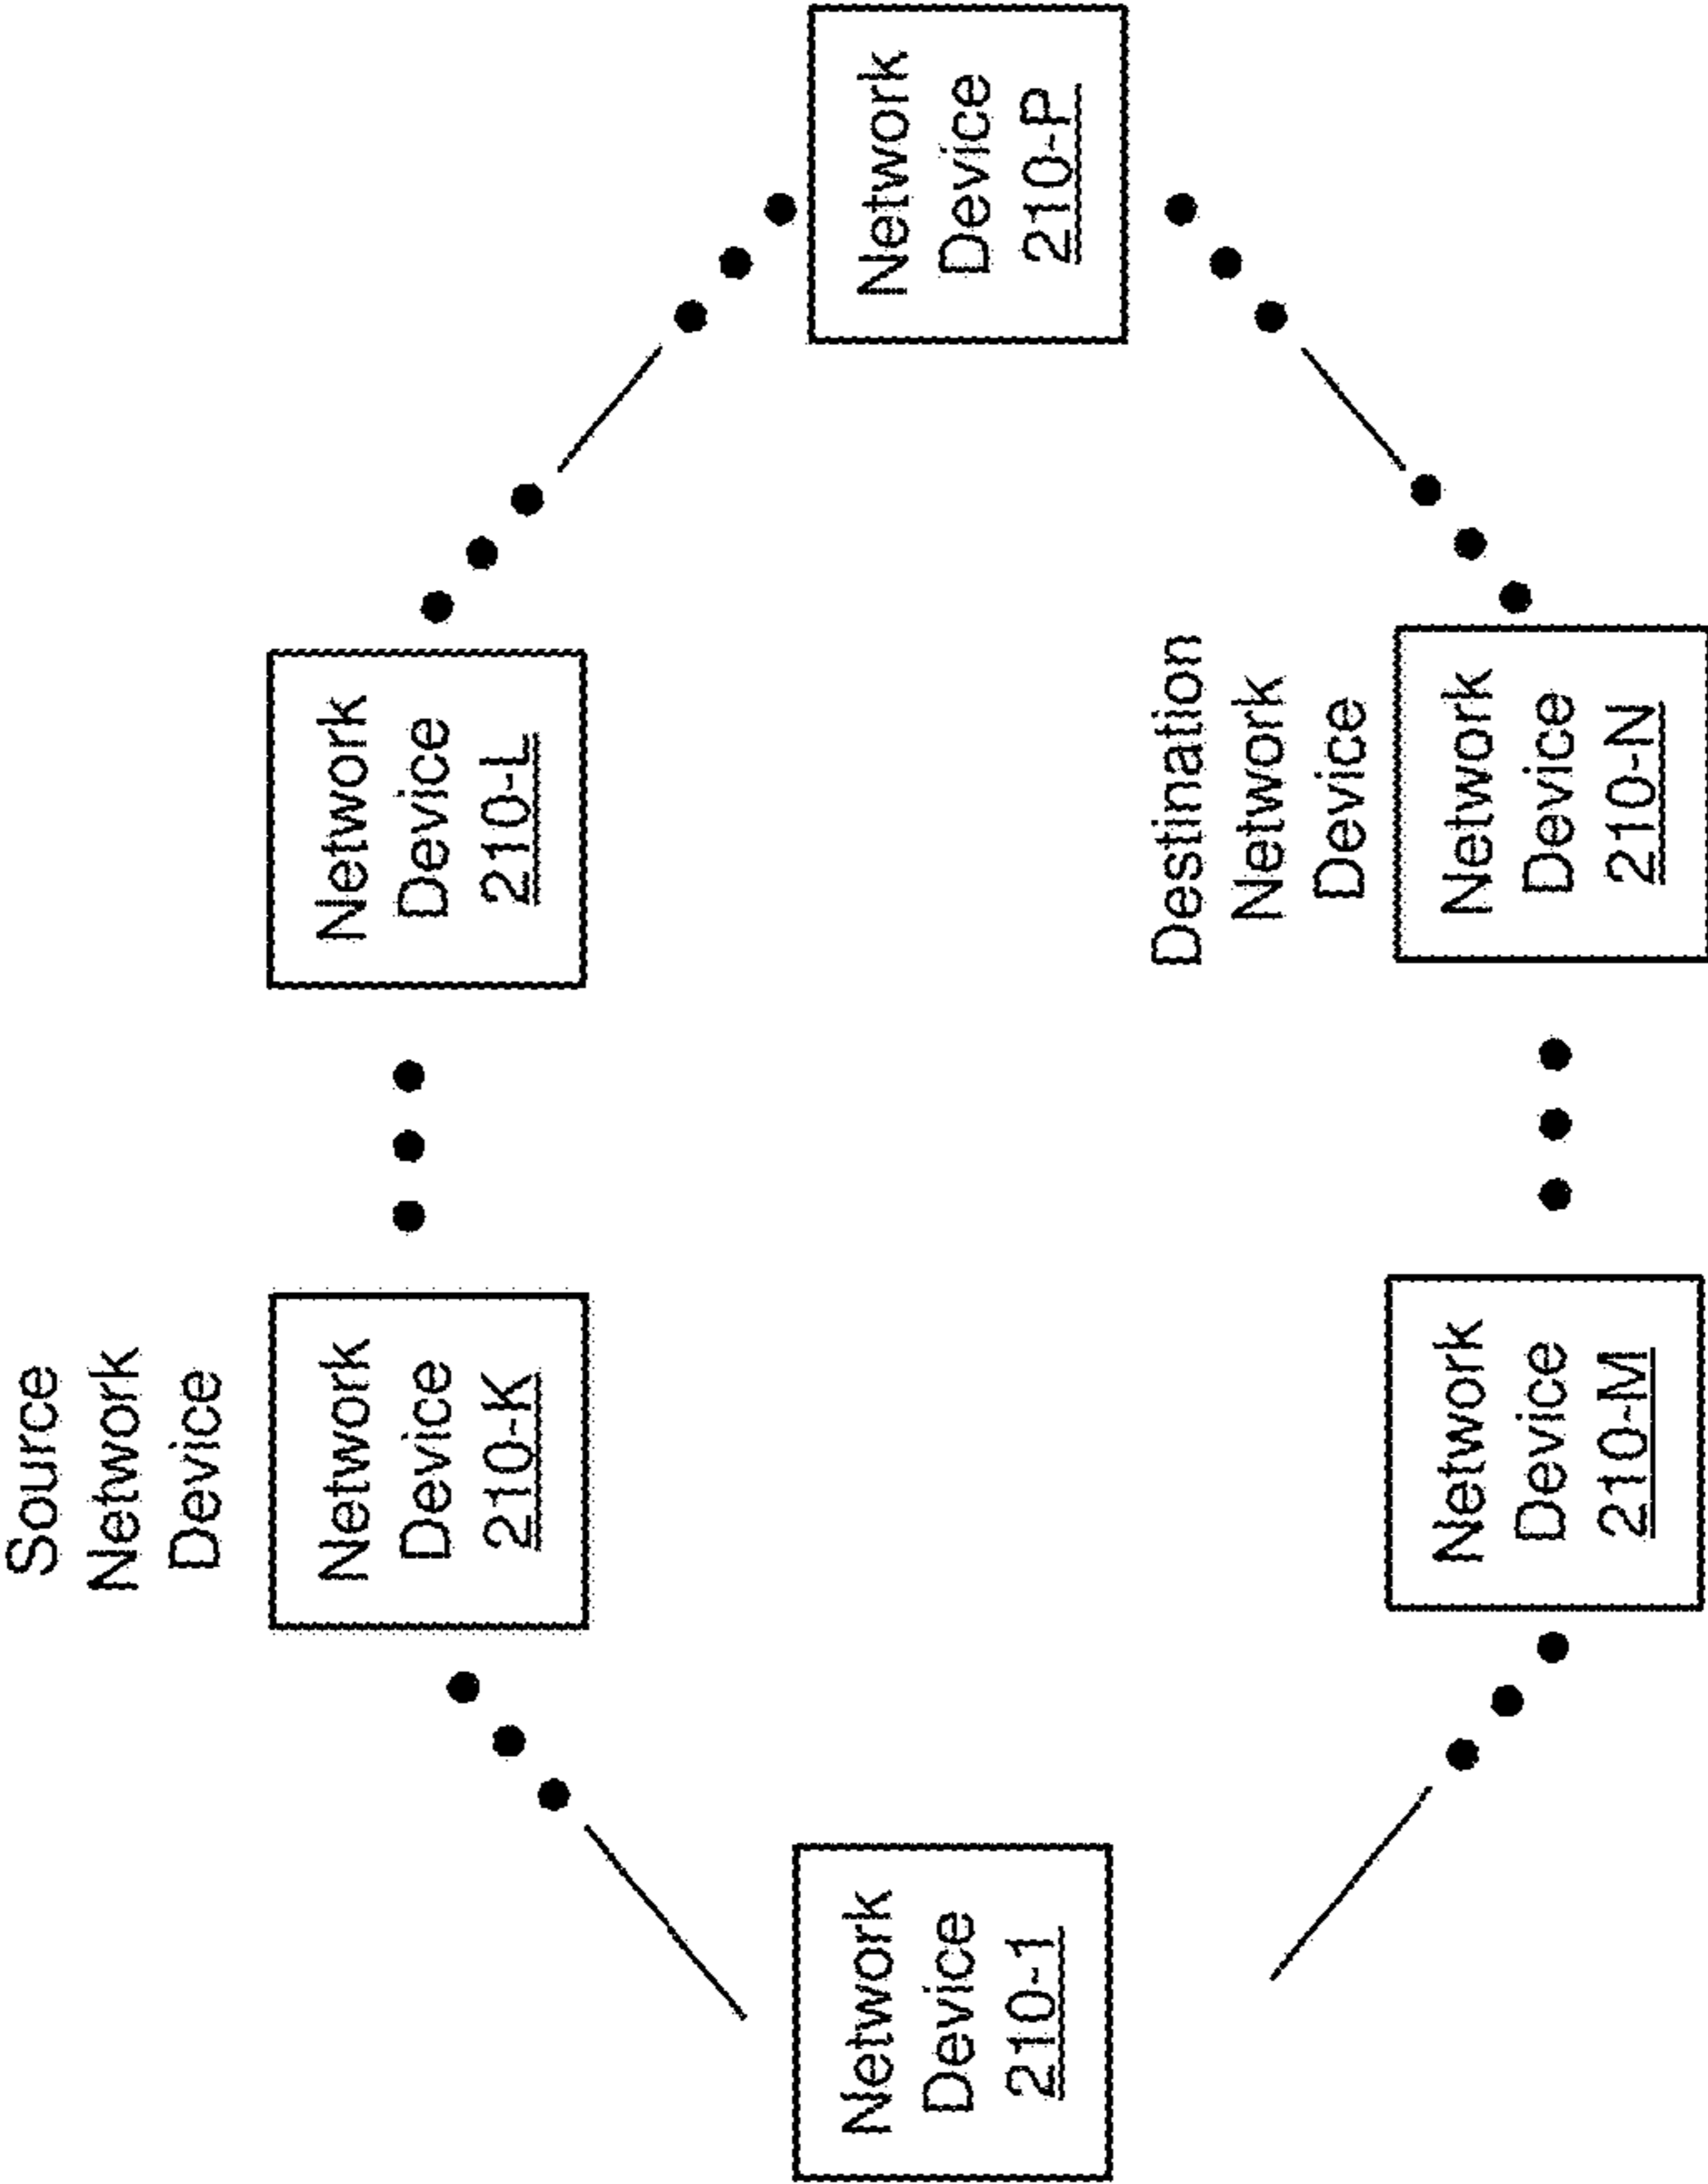 Source
Network
Device
Network
Device
210-K
Network
Device
210-L
Network
Device
210-1
Network
Device
210-P
Destination
Network
Device
Network
Device
210-M
Network
Device
210-N